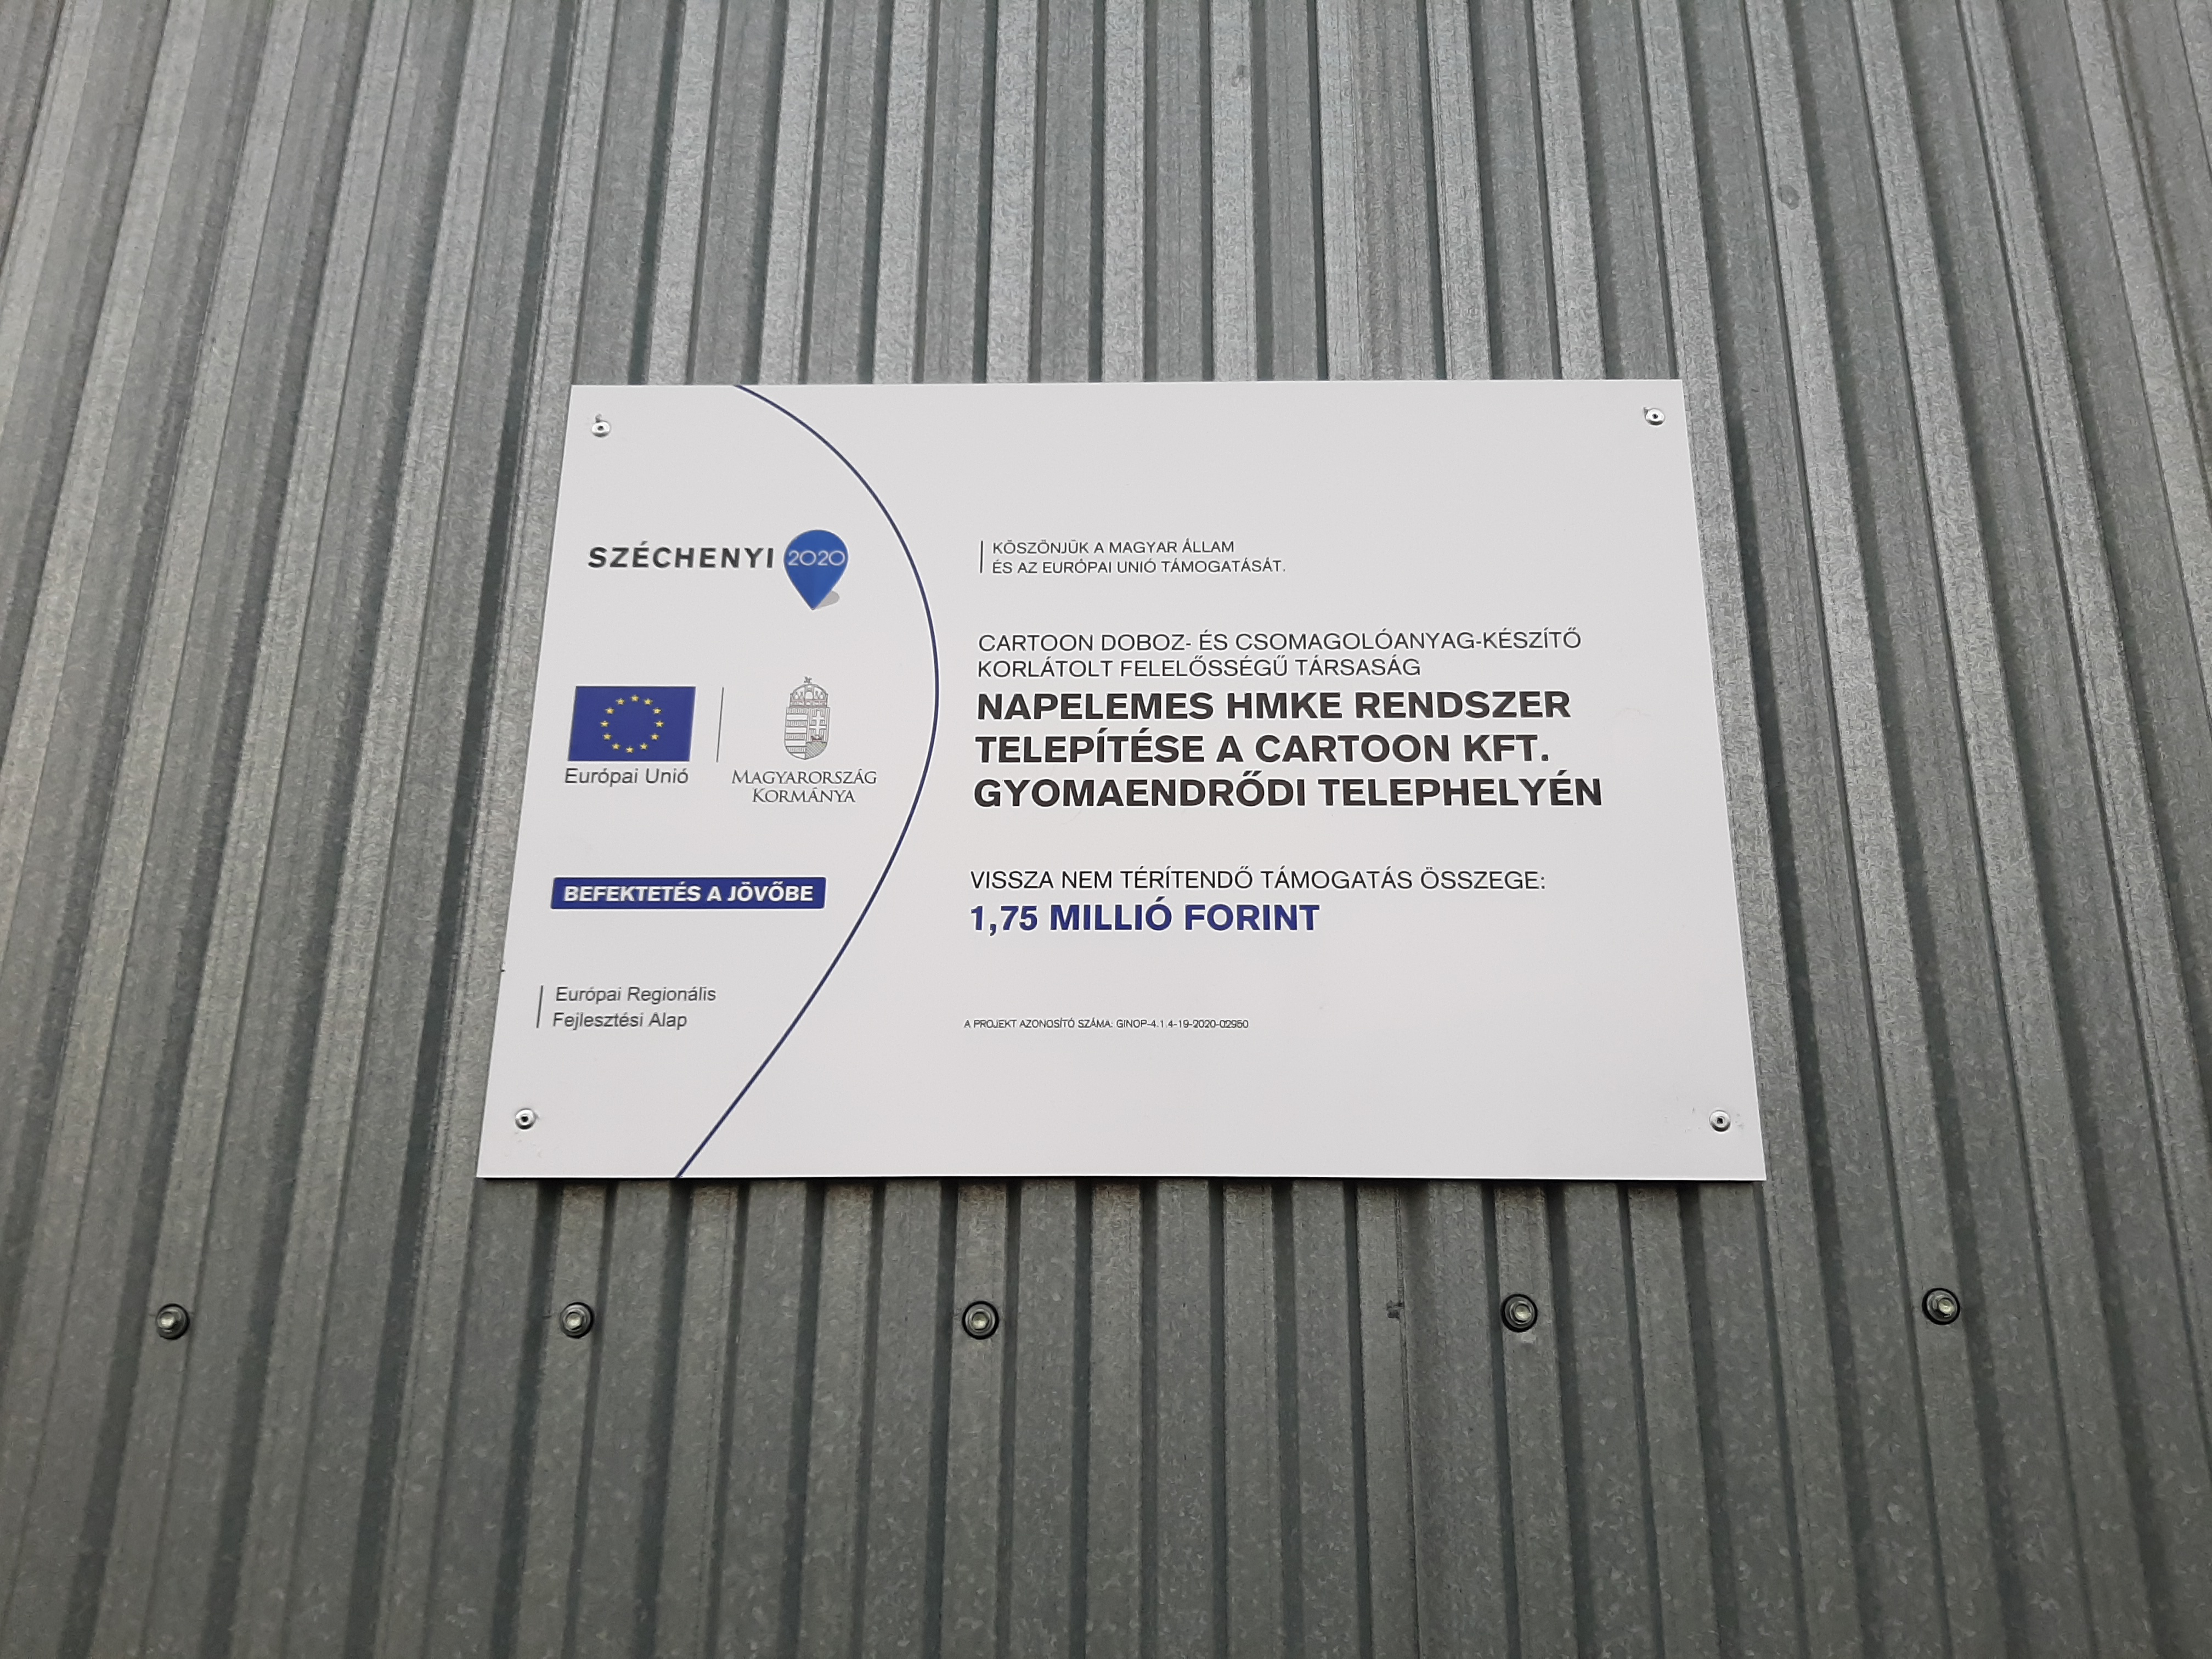 SZÉCHENYI 2020
Európai Unió
MAGYARORSZÁG
KORMÁNYA
BEFEKTETÉS A JÖVŐBE
Európai Regionális
Fejlesztési Alap
KÖSZÖNJÜK A MAGYAR ÁLLAM
ÉS AZ EURÓPAI UNIÓ TÁMOGATÁSÁT.
CARTOON DOBOZ- ÉS CSOMAGOLÓANYAG-KÉSZÍTŐ
KORLÁTOLT FELELŐSSÉGŰ TÁRSASÁG
NAPELEMES HMKE RENDSZER
TELEPÍTÉSE A CARTOON KFT.
GYOMAENDRŐDI TELEPHELYÉN
VISSZA NEM TÉRÍTENDŐ TÁMOGATÁS ÖSSZEGE:
1,75 MILLIÓ FORINT
A PROJEKT AZONOSÍTÓ SZÁMA: GINOP-4.1.4-19-2020-02950